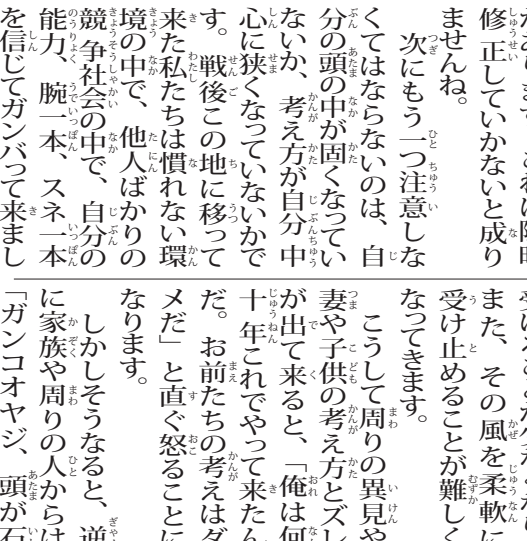 修正していかないと成り
ませんね。
次にもう一つ注意しな
くてはならないのは、自
分の頭の中が固くなってい
ないか、考え方が自分中
心に狭くなっていないかで
す。戦後この地に移って
来た私たちは慣れない環
境の中で、他人ばかりの
競争社会の中で、自分の
能力、腕一本、スネ一本
を信じてガンバって来まし
また、その風を柔軟に
受け止めることが難しく
なってきます。
こうして周りの異見や
妻や子供の考え方とズレ
が出て来ると、「俺は何
十年これでやって来たん
だ。お前たちの考えはダ
メだ」と直ぐ怒ることに
なります。
しかしそうなると、逆
に家族や周りの人からは
「ガンコオヤジ、頭が石